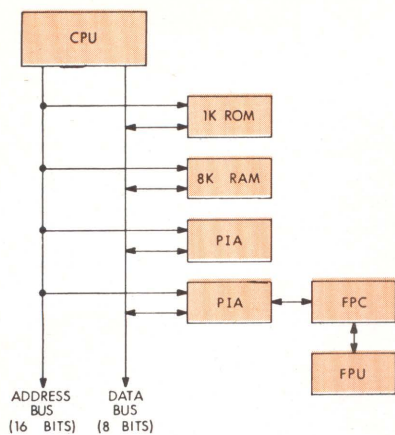 CPU
1K ROM
8K RAM
PIA
PIA
FPC
FPU
ADDRESS
BUS
(16 BITS)
DATA
BUS
(8 BITS)